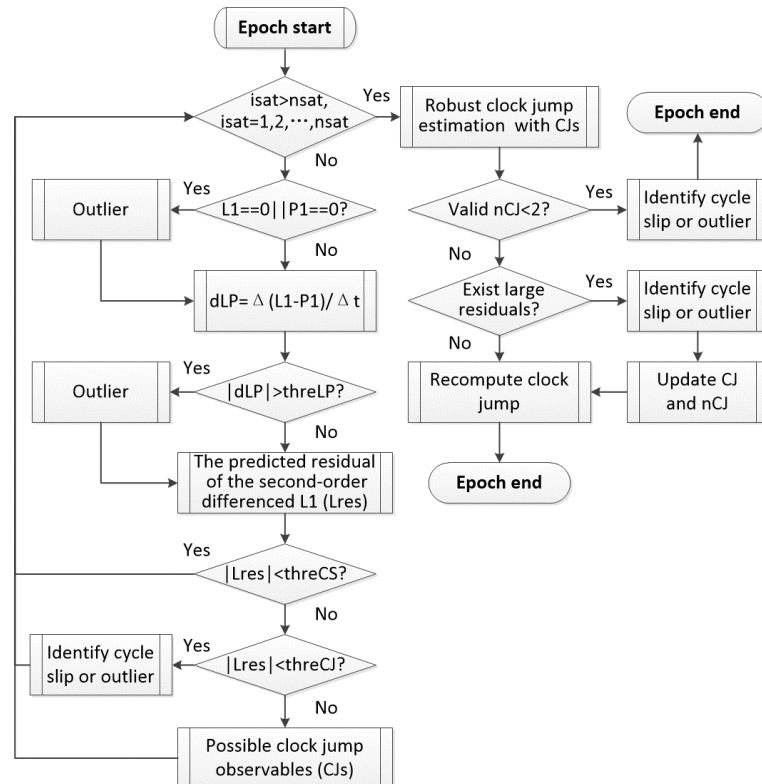 Epoch start
isat>nsat,
isat=1,2,⋯,nsat
Yes
No
Robust clock jump
estimation with CJs
Epoch end
L1==0||P1==0?
Yes
No
Outlier
Valid nCJ<2?
Yes
No
Identify cycle
slip or outlier
dLP=Δ(L1-P1)/Δt
Exist large
residuals?
Yes
No
Identify cycle
slip or outlier
|dLP|>threLP?
Yes
No
Outlier
Recompute clock
jump
Update CJ
and nCJ
The predicted residual
of the second-order
differenced L1 (Lres)
Epoch end
|Lres|<threCS?
Yes
No
|Lres|<threCJ?
Yes
No
Identify cycle
slip or outlier
Possible clock jump
observables (CJs)